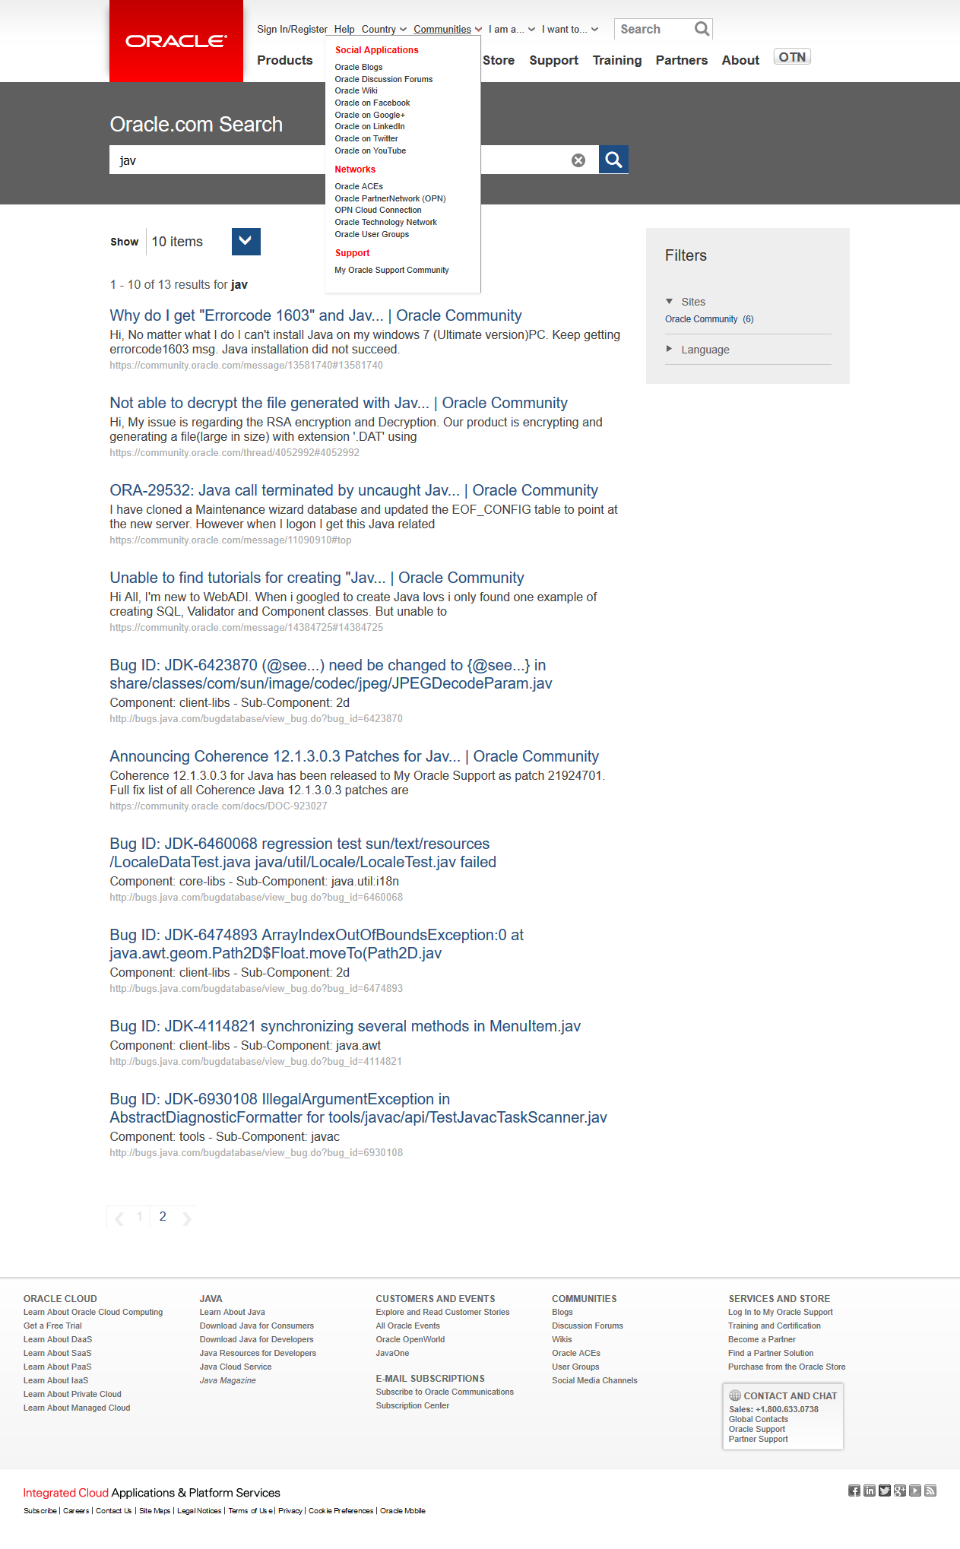 ORACLE
Sign In/Register Help Country Communities I am a... I want to... Search
Products Store Support Training Partners About OTN
Social Applications
Oracle Blogs
Oracle Discussion Forums
Oracle Wiki
Oracle on Facebook
Oracle on Google+
Oracle on LinkedIn
Oracle on Twitter
Oracle on YouTube
Networks
Oracle ACEs
Oracle PartnerNetwork (OPN)
OPN Cloud Connection
Oracle Technology Network
Oracle User Groups
Support
My Oracle Support Community
Oracle.com Search
jav
Show 10 items
1 - 10 of 13 results for jav
Filters
Sites
Oracle Community (6)
Language
Why do I get "Errorcode 1603" and Jav... | Oracle Community
Hi, No matter what I do I can't install Java on my windows 7 (Ultimate version)PC. Keep getting
errorcode1603 msg. Java installation did not succeed.
https://community.oracle.com/message/13581740#13581740
Not able to decrypt the file generated with Jav... | Oracle Community
Hi, My issue is regarding the RSA encryption and Decryption. Our product is encrypting and
generating a file(large in size) with extension '.DAT' using
https://community.oracle.com/thread/4052992#4052992
ORA-29532: Java call terminated by uncaught Jav... | Oracle Community
I have cloned a Maintenance wizard database and updated the EOF_CONFIG table to point at
the new server. However when I logon I get this Java related
https://community.oracle.com/message/11090910#top
Unable to find tutorials for creating "Jav... | Oracle Community
Hi All, I'm new to WebADI. When i googled to create Java lovs i only found one example of
creating SQL, Validator and Component classes. But unable to
https://community.oracle.com/message/14384725#14384725
Bug ID: JDK-6423870 (@see...) need be changed to {@see...} in
share/classes/com/sun/image/codec/jpeg/JPEGDecodeParam.jav
Component: client-libs - Sub-Component: 2d
http://bugs.java.com/bugdatabase/view_bug.do?bug_id=6423870
Announcing Coherence 12.1.3.0.3 Patches for Jav... | Oracle Community
Coherence 12.1.3.0.3 for Java has been released to My Oracle Support as patch 21924701.
Full fix list of all Coherence Java 12.1.3.0.3 patches are
https://community.oracle.com/docs/DOC-923027
Bug ID: JDK-6460068 regression test sun/text/resources
/LocaleDataTest.java java/util/Locale/LocaleTest.jav failed
Component: core-libs - Sub-Component: java.util:i18n
http://bugs.java.com/bugdatabase/view_bug.do?bug_id=6460068
Bug ID: JDK-6474893 ArrayIndexOutOfBoundsException:0 at
java.awt.geom.Path2D$Float.moveTo(Path2D.jav
Component: client-libs - Sub-Component: 2d
http://bugs.java.com/bugdatabase/view_bug.do?bug_id=6474893
Bug ID: JDK-4114821 synchronizing several methods in MenuItem.jav
Component: client-libs - Sub-Component: java.awt
http://bugs.java.com/bugdatabase/view_bug.do?bug_id=4114821
Bug ID: JDK-6930108 IllegalArgumentException in
AbstractDiagnosticFormatter for tools/javac/api/TestJavacTaskScanner.jav
Component: tools - Sub-Component: javac
http://bugs.java.com/bugdatabase/view_bug.do?bug_id=6930108
1 2
ORACLE CLOUD
Learn About Oracle Cloud Computing
Get a Free Trial
Learn About DaaS
Learn About SaaS
Learn About PaaS
Learn About IaaS
Learn About Private Cloud
Learn About Managed Cloud
JAVA
Learn About Java
Download Java for Consumers
Download Java for Developers
Java Resources for Developers
Java Cloud Service
Java Magazine
CUSTOMERS AND EVENTS
Explore and Read Customer Stories
All Oracle Events
Oracle OpenWorld
JavaOne
E-MAIL SUBSCRIPTIONS
Subscribe to Oracle Communications
Subscription Center
COMMUNITIES
Blogs
Discussion Forums
Wikis
Oracle ACEs
User Groups
Social Media Channels
SERVICES AND STORE
Log In to My Oracle Support
Training and Certification
Become a Partner
Find a Partner Solution
Purchase from the Oracle Store
CONTACT AND CHAT
Sales: +1.800.633.0738
Global Contacts
Oracle Support
Partner Support
Integrated Cloud Applications & Platform Services
Subscribe | Careers | Contact Us | Site Maps | Legal Notices | Terms of Use | Privacy | Cookie Preferences | Oracle Mobile